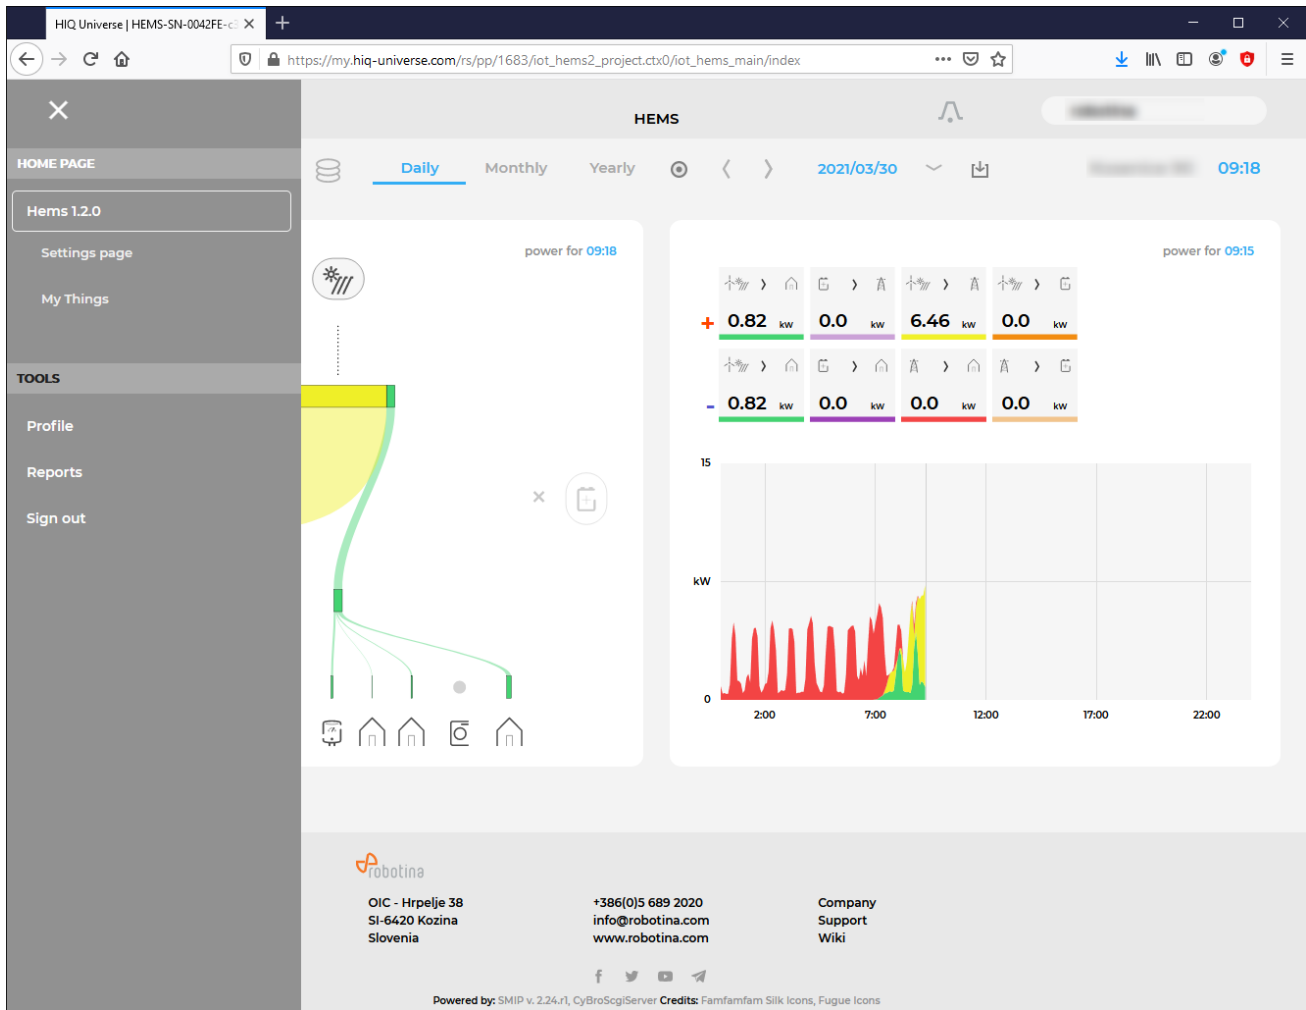 HIQ Universe | HEMS-SN-0042FE-c
https://my.hiq-universe.com/rs/pp/1683/iot_hems2_project.ctx0/iot_hems_main/index
HEMS
HOME PAGE
Hems 1.2.0
Settings page
My Things
TOOLS
Profile
Reports
Sign out
Daily Monthly Yearly 2021/03/30 09:18
power for 09:18
power for 09:15
+ 0.82 kw 0.0 kw 6.46 kw 0.0 kw
- 0.82 kw 0.0 kw 0.0 kw 0.0 kw
15
kW
0
2:00 7:00 12:00 17:00 22:00
robotina
OIC - Hrpelje 38 +386(0)5 689 2020 Company
SI-6420 Kozina info@robotina.com Support
Slovenia www.robotina.com Wiki
Powered by: SMIP v. 2.24.r1, CyBroScgiServer Credits: Famfamfam Silk Icons, Fugue Icons